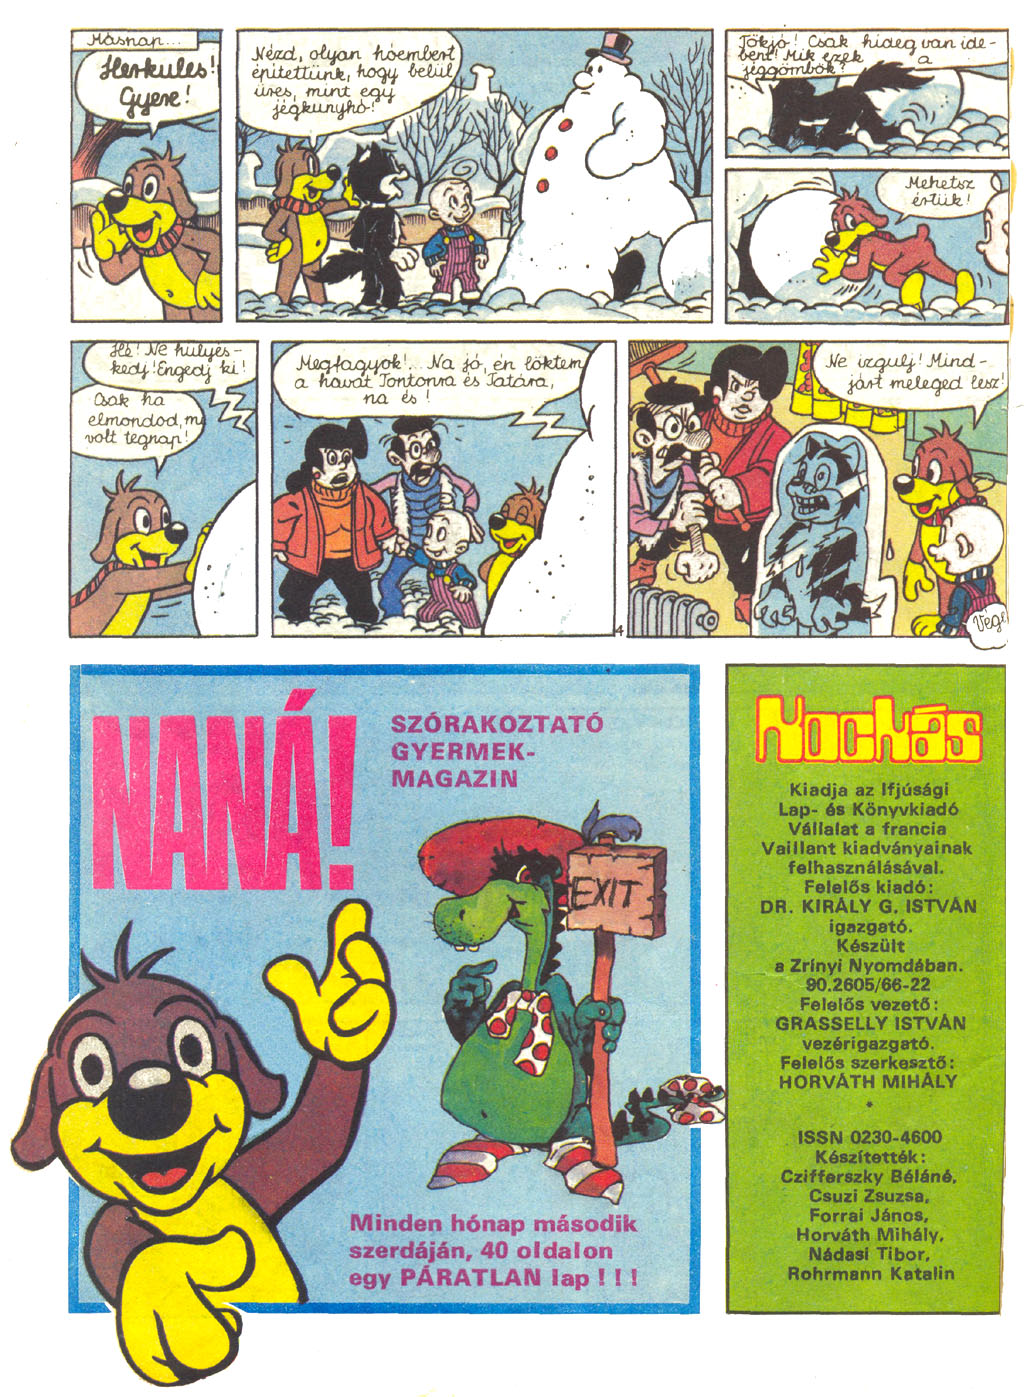 Másnap...
Herkules!
Gyere!
Nézd, olyan hóembert
építettünk, hogy belül
üres, mint egy
jégkunyhó!
Tökjó! Csak hideg van ide-
bent! Mik ezek a
jéggömbök?
Mehetsz
értük!
Hé! Ne hülyés-
kedj! Engedj ki!
Csak ha
elmondod, mi
volt tegnap!
Megfagyok!... Na jó, én löktem
a havat Tontonra és Tatára,
na és!
Ne izgulj! Mind-
járt meleged lesz!
4
Vége
NANÁ!
SZÓRAKOZTATÓ
GYERMEK-
MAGAZIN
EXIT
Minden hónap második
szerdáján, 40 oldalon
egy PÁRATLAN lap!!!
Kockás
Kiadja az Ifjúsági
Lap- és Könyvkiadó
Vállalat a francia
Vaillant kiadványainak
felhasználásával.
Felelős kiadó:
DR. KIRÁLY G. ISTVÁN
igazgató.
Készült
a Zrínyi Nyomdában.
90.2605/66-22
Felelős vezető:
GRASSELLY ISTVÁN
vezérigazgató.
Felelős szerkesztő:
HORVÁTH MIHÁLY
*
ISSN 0230-4600
Készítették:
Czifferszky Béláné,
Csuzi Zsuzsa,
Forrai János,
Horváth Mihály,
Nádasi Tibor,
Rohrmann Katalin